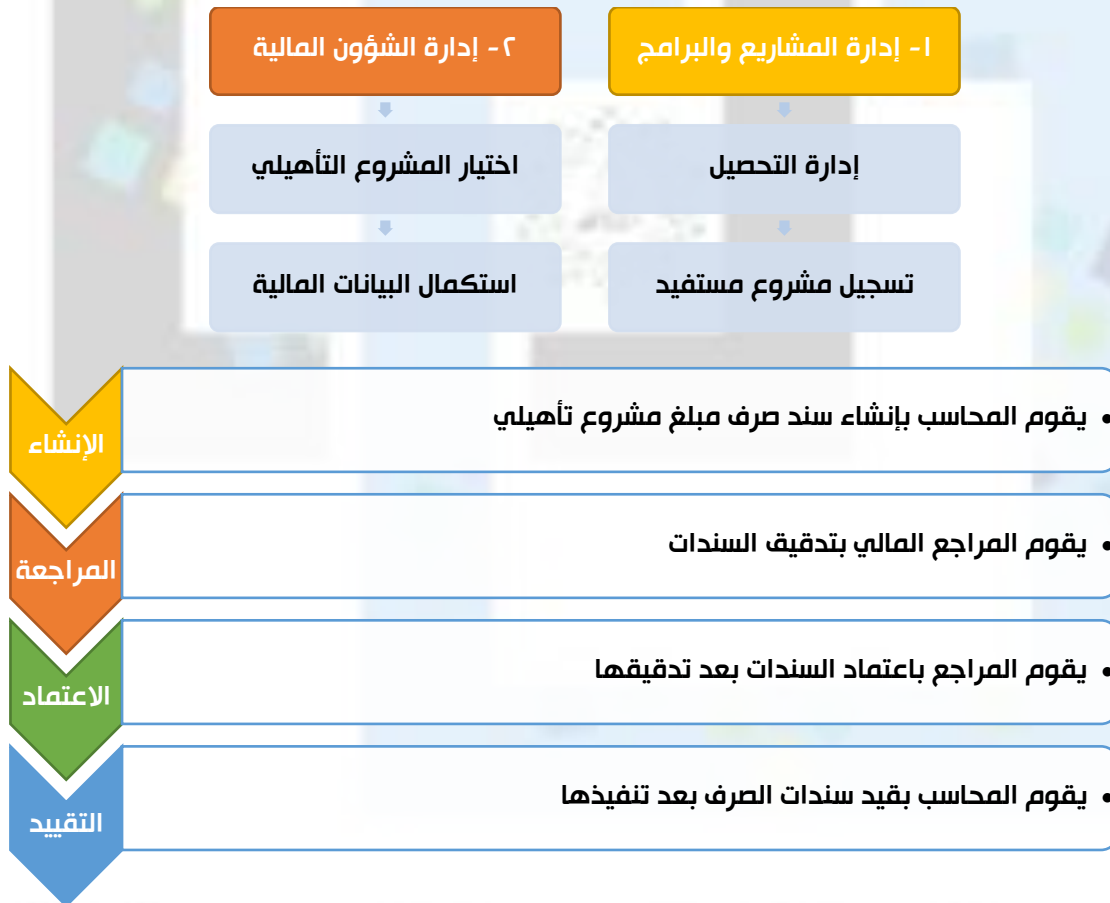 ١- إدارة المشاريع والبرامج
إدارة التحصيل
تسجيل مشروع مستفيد
٢- إدارة الشؤون المالية
اختيار المشروع التأهيلي
استكمال البيانات المالية
الإنشاء
• يقوم المحاسب بإنشاء سند صرف مبلغ مشروع تأهيلي
المراجعة
• يقوم المراجع المالي بتدقيق السندات
الاعتماد
• يقوم المراجع باعتماد السندات بعد تدقيقها
التقييد
• يقوم المحاسب بقيد سندات الصرف بعد تنفيذها